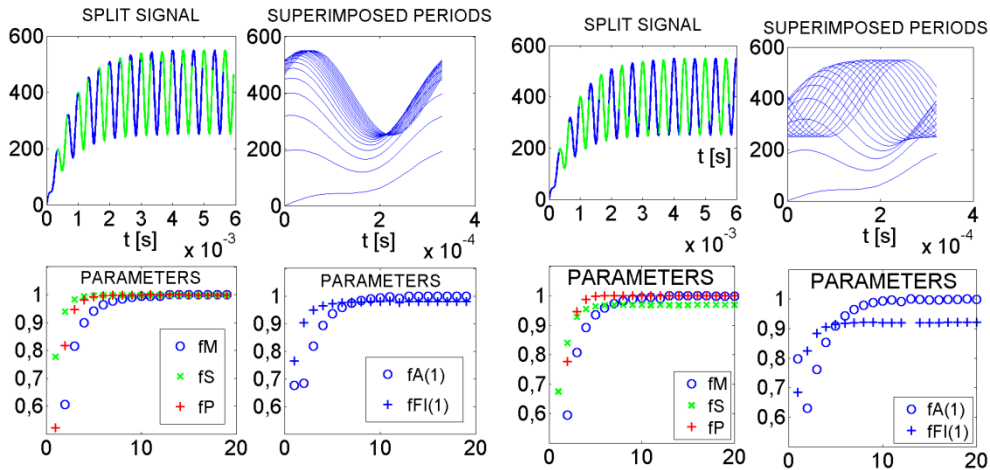 SPLIT SIGNAL
SUPERIMPOSED PERIODS
SPLIT SIGNAL
SUPERIMPOSED PERIODS
600
400
200
0
0 1 2 3 4 5 6
t [s]
x 10⁻³
600
400
200
0
0 2 4
t [s]
x 10⁻⁴
600
400
200
0
t [s]
0 1 2 3 4 5 6
x 10⁻³
600
400
200
0
0 2 4
x 10⁻⁴
PARAMETERS
1
0,9
0,8
0,7
0,6
fM
fS
fP
0 10 20
PARAMETERS
1
0,9
0,8
0,7
0,6
fA(1)
fFI(1)
0 10 20
PARAMETERS
1
0,9
0,8
0,7
0,6
fM
fS
fP
0 10 20
PARAMETERS
1
0,9
0,8
0,7
0,6
fA(1)
fFI(1)
0 10 20